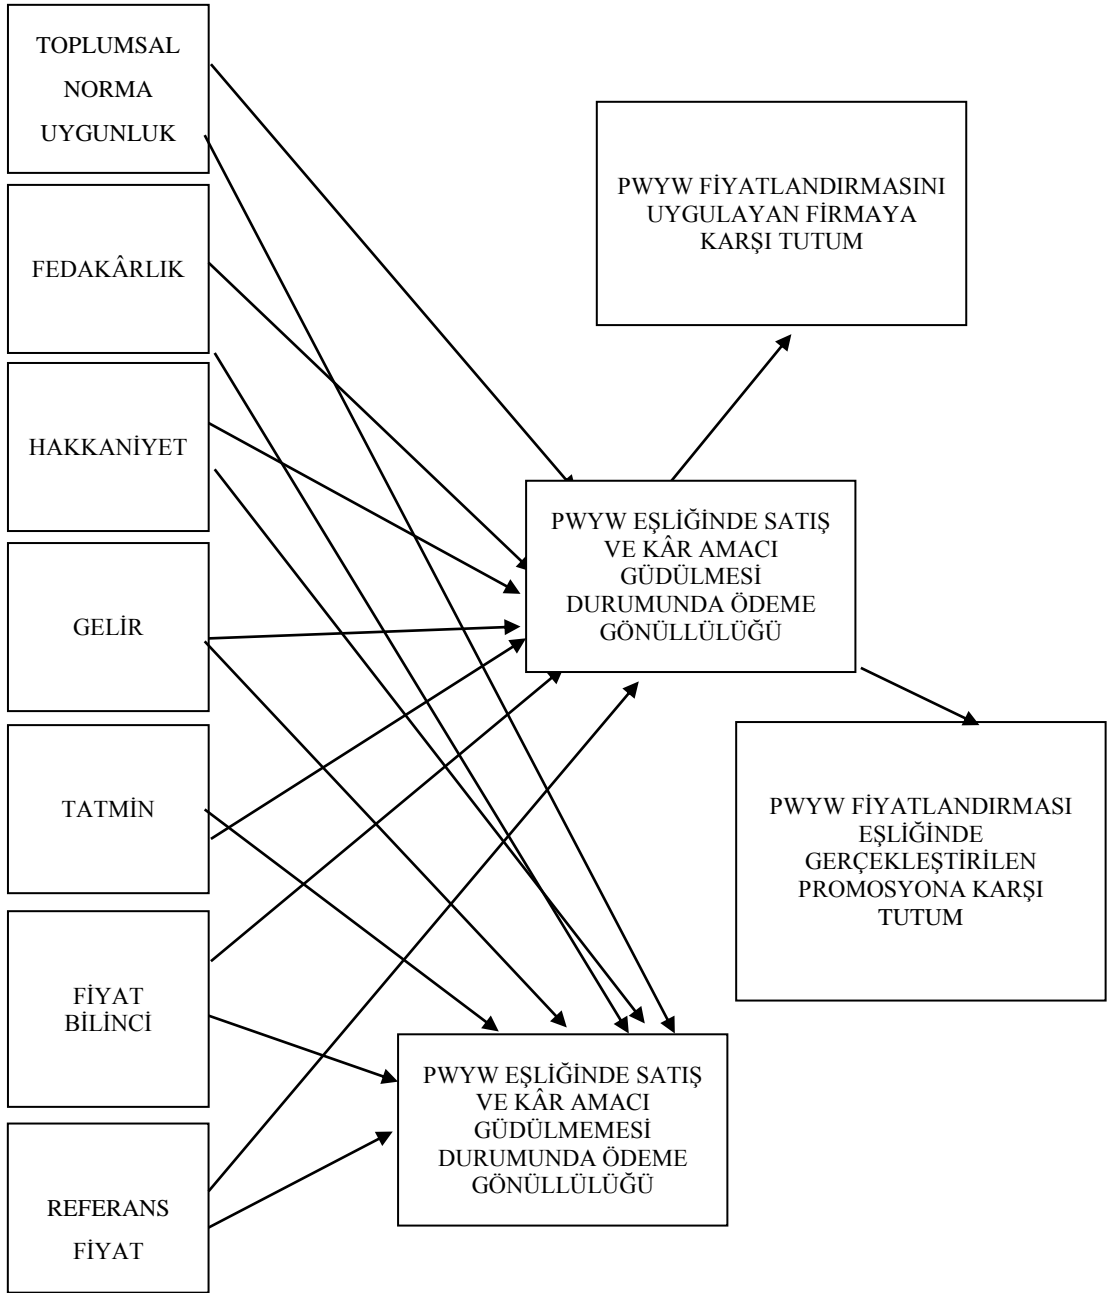 TOPLUMSAL
NORMA
UYGUNLUK
FEDAKÂRLIK
HAKKANİYET
GELİR
TATMİN
FİYAT
BİLİNCİ
REFERANS
FİYAT
PWYW FİYATLANDIRMASINI
UYGULAYAN FİRMAYA
KARŞI TUTUM
PWYW EŞLİĞİNDE SATIŞ
VE KÂR AMACI
GÜDÜLMESİ
DURUMUNDA ÖDEME
GÖNÜLLÜLÜĞÜ
PWYW FİYATLANDIRMASI
EŞLİĞİNDE
GERÇEKLEŞTİRİLEN
PROMOSYONA KARŞI
TUTUM
PWYW EŞLİĞİNDE SATIŞ
VE KÂR AMACI
GÜDÜLMEMESİ
DURUMUNDA ÖDEME
GÖNÜLLÜLÜĞÜ